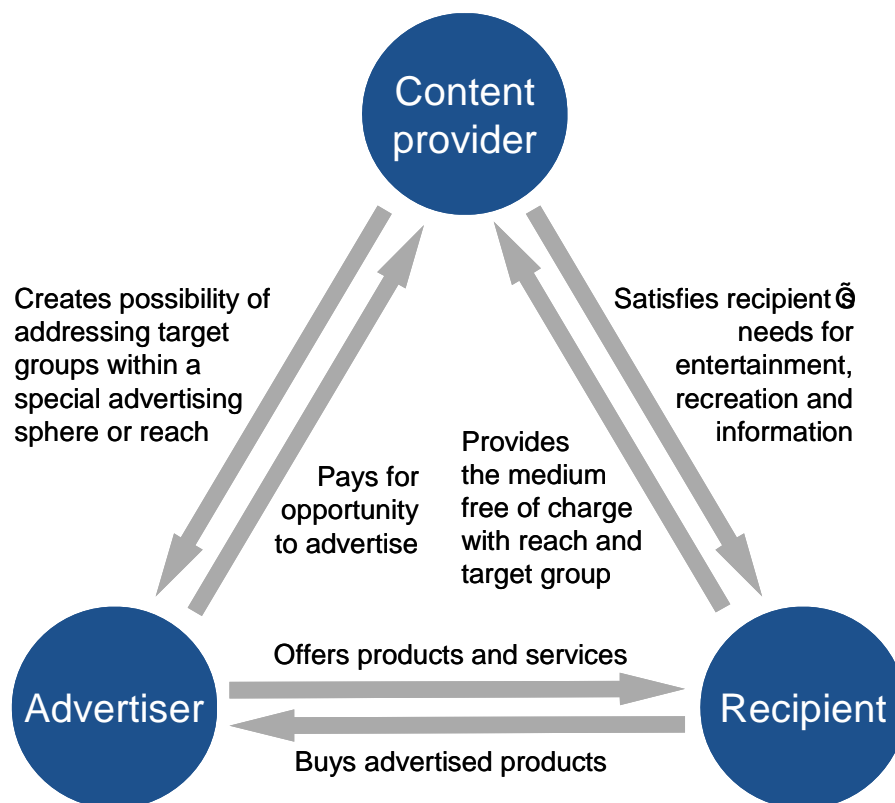 Content
provider
Creates possibility of
addressing target
groups within a
special advertising
sphere or reach
Satisfies recipient
needs for
entertainment,
recreation and
information
Pays for
opportunity
to advertise
Provides
the medium
free of charge
with reach and
target group
Offers products and services
Advertiser
Recipient
Buys advertised products